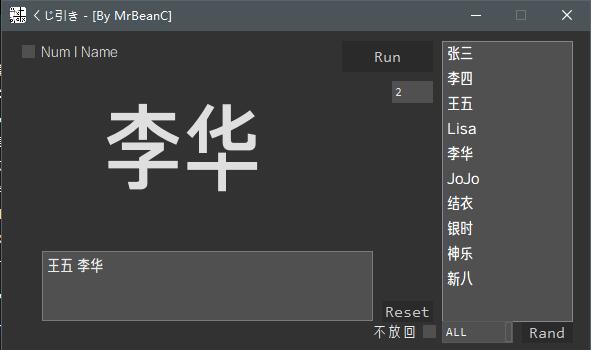 くじ引き - [By MrBeanC]
Num I Name
Run
2
李华
王五 李华
Reset
不放回
张三
李四
王五
Lisa
李华
JoJo
结衣
银时
神乐
新八
ALL
Rand